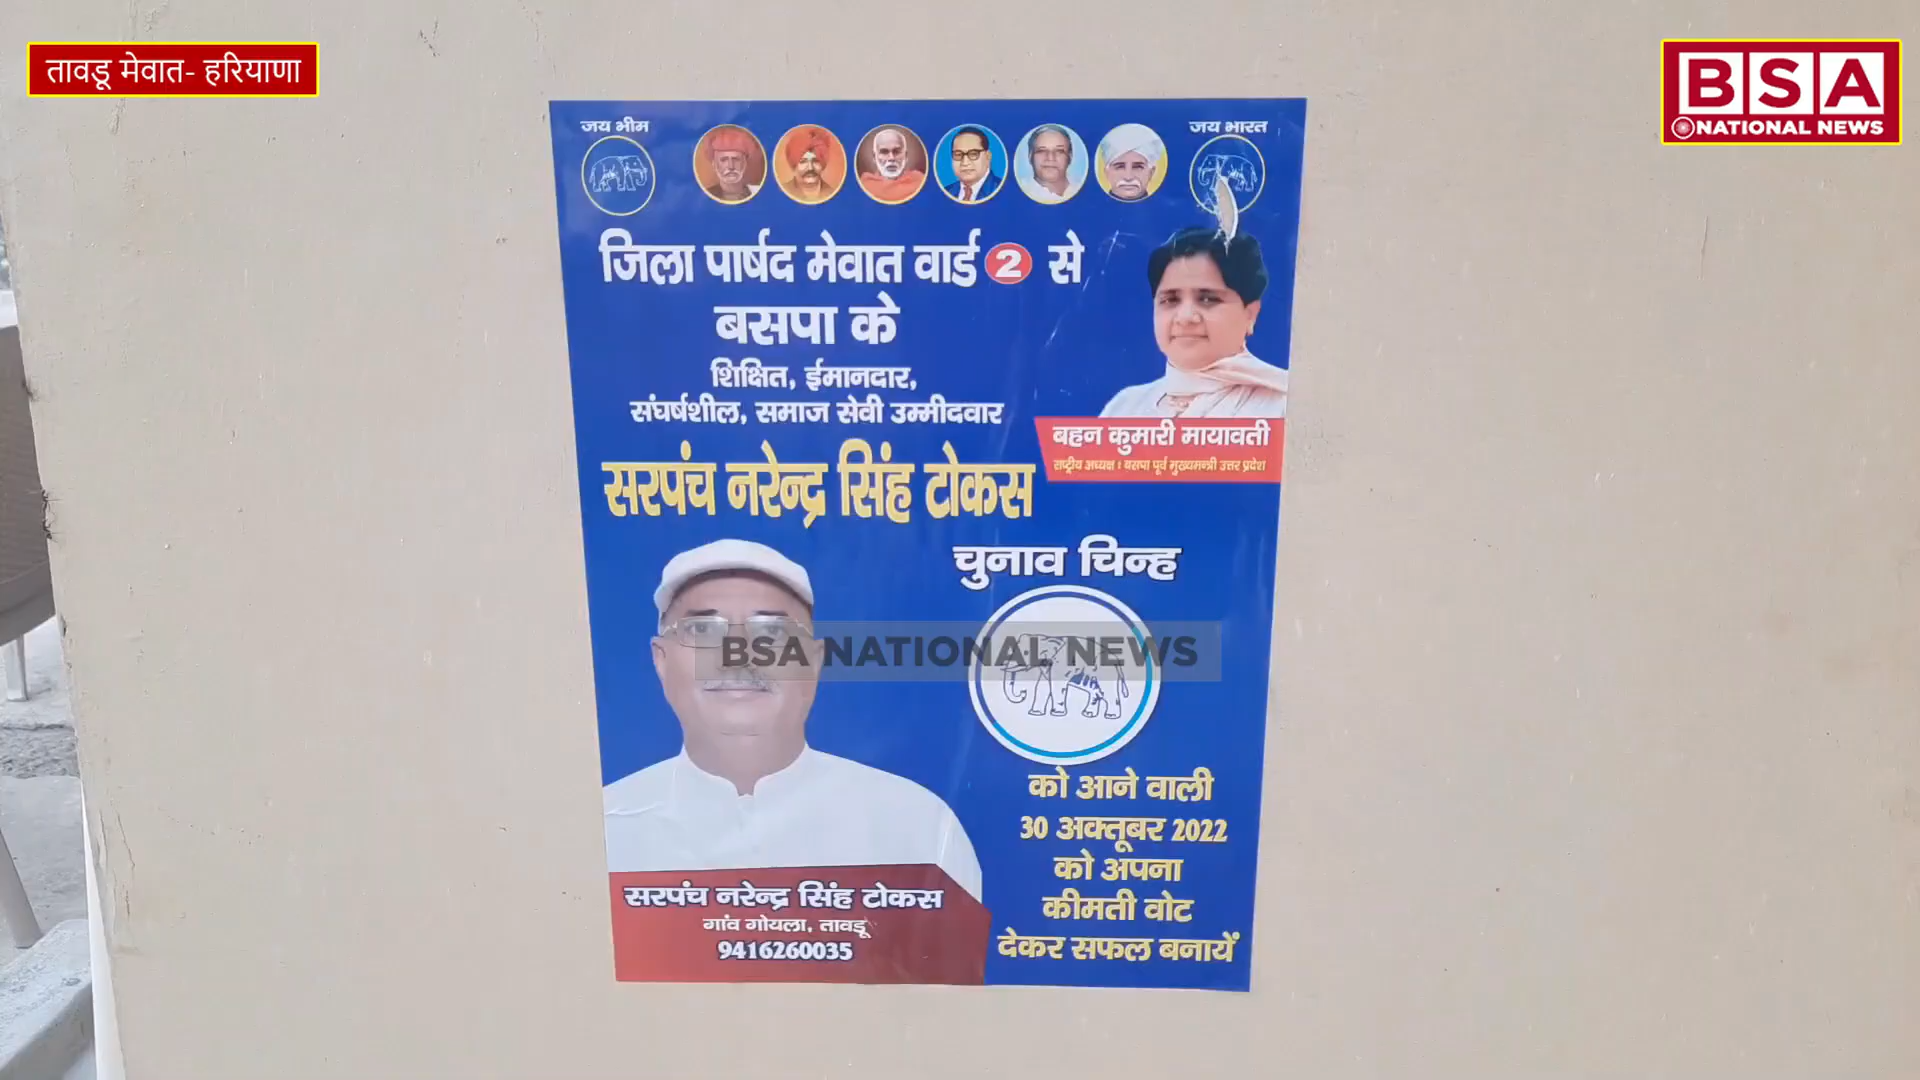 तावडू मेवात- हरियाणा
BSA
NATIONAL NEWS
जय भीम
जय भारत
जिला पार्षद मेवात वार्ड 2 से
बसपा के
शिक्षित, ईमानदार,
संघर्षशील, समाज सेवी उम्मीदवार
बहन कुमारी मायावती
राष्ट्रीय अध्यक्ष : बसपा पूर्व मुख्यमन्त्री उत्तर प्रदेश
सरपंच नरेन्द्र सिंह टोकस
चुनाव चिन्ह
BSA NATIONAL NEWS
को आने वाली
30 अक्तूबर 2022
को अपना
कीमती वोट
देकर सफल बनायें
सरपंच नरेन्द्र सिंह टोकस
गांव गोयला, तावडू
9416260035